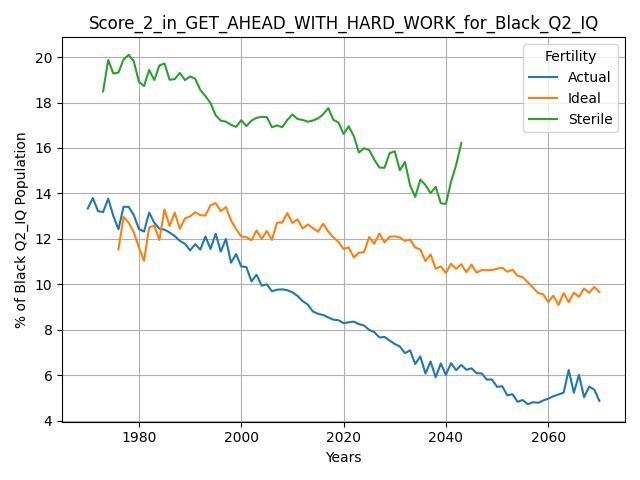 Score_2_in_GET_AHEAD_WITH_HARD_WORK_for_Black_Q2_IQ
Fertility
Actual
Ideal
Sterile
% of Black Q2_IQ Population
20
18
16
14
12
10
8
6
4
1980
2000
2020
2040
2060
Years